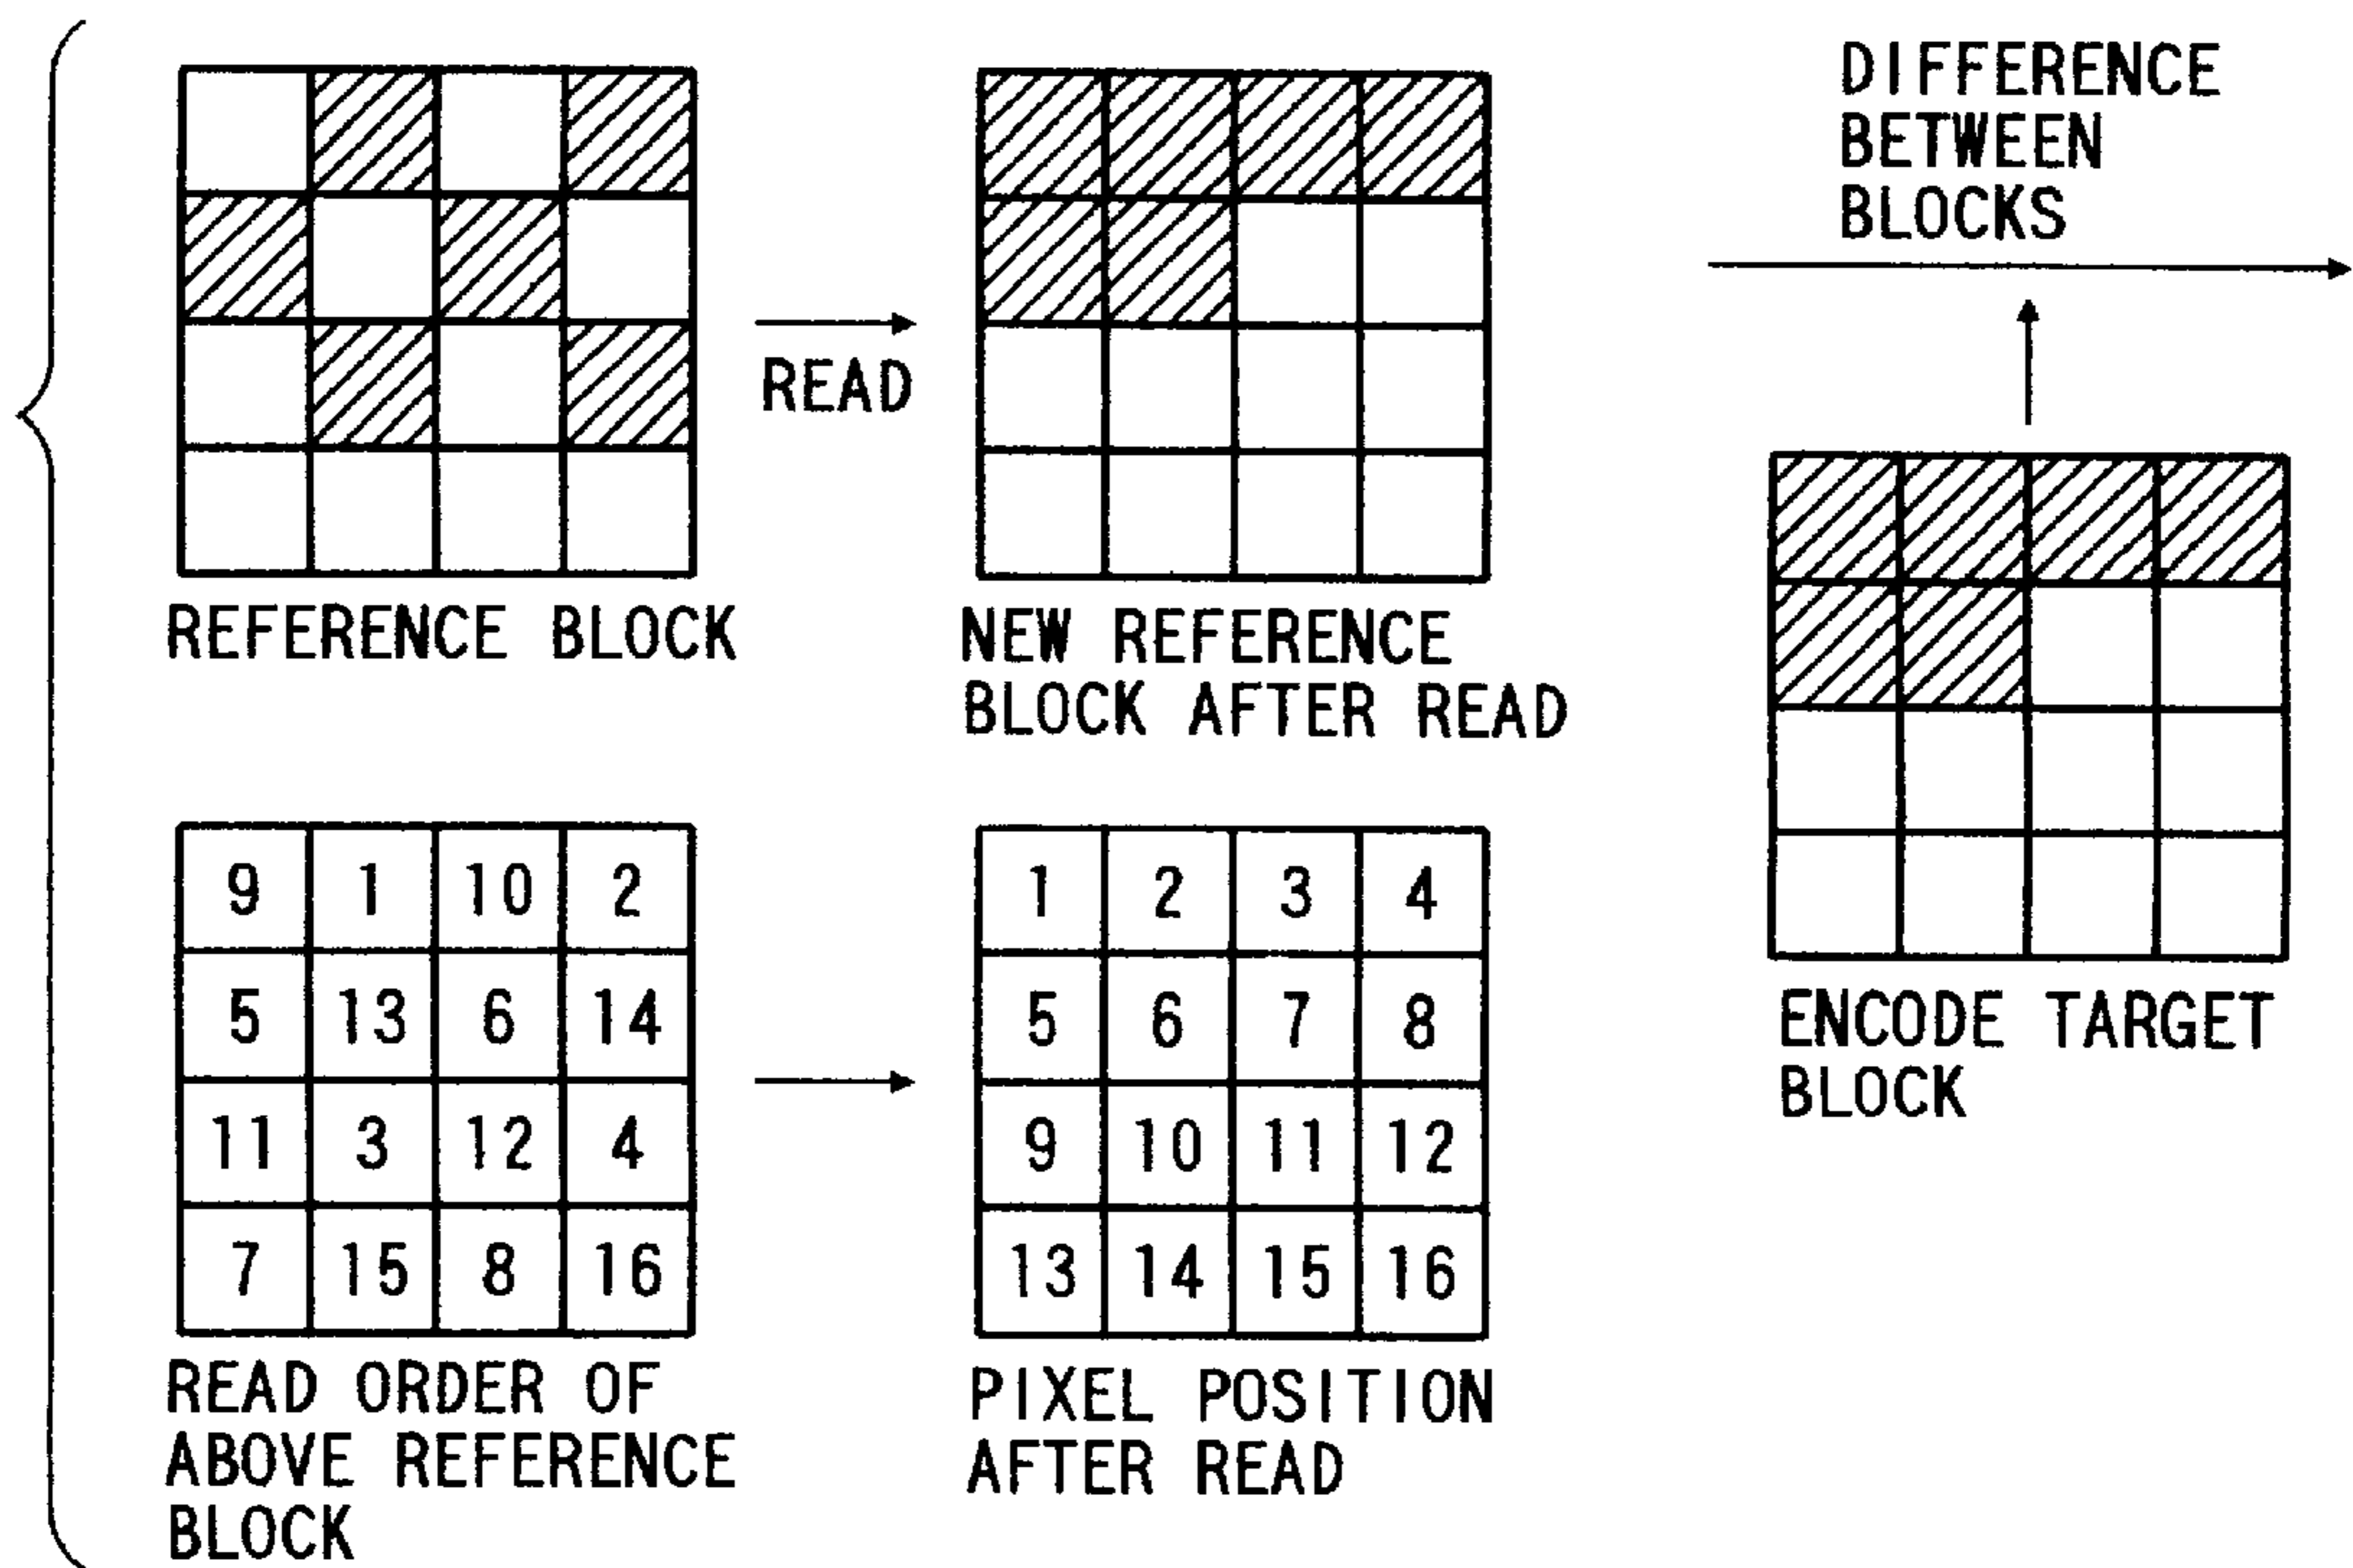 DIFFERENCE
BETWEEN
BLOCKS
READ
REFERENCE BLOCK
NEW REFERENCE
BLOCK AFTER READ
9 1 10 2
5 13 6 14
11 3 12 4
7 15 8 16
READ ORDER OF
ABOVE REFERENCE
BLOCK
1 2 3 4
5 6 7 8
9 10 11 12
13 14 15 16
PIXEL POSITION
AFTER READ
ENCODE TARGET
BLOCK